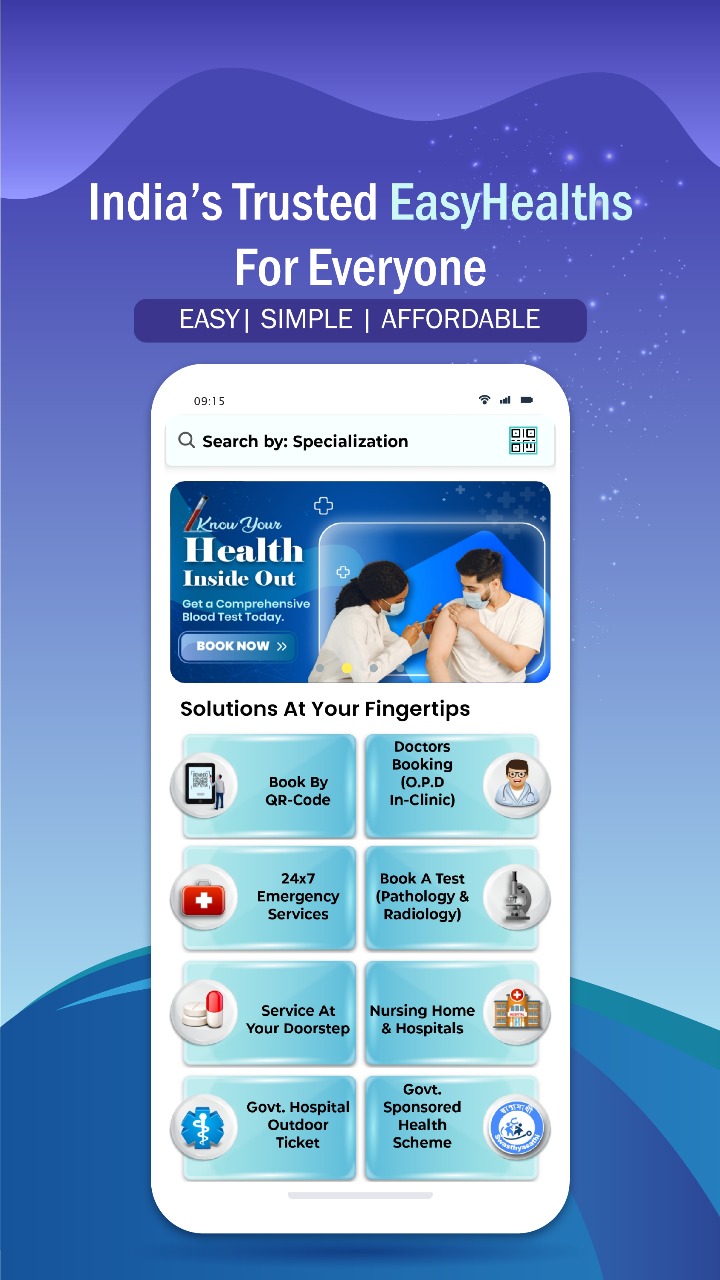 India's Trusted EasyHealths
For Everyone
EASY| SIMPLE | AFFORDABLE
09:15
Search by: Specialization
Know Your
Health
Inside Out
Get a Comprehensive
Blood Test Today.
BOOK NOW »
Solutions At Your Fingertips
Book By
QR-Code
Doctors
Booking
(O.P.D
In-Clinic)
24x7
Emergency
Services
Book A Test
(Pathology &
Radiology)
Service At
Your Doorstep
Nursing Home
& Hospitals
HOSPITAL
Govt. Hospital
Outdoor
Ticket
Govt.
Sponsored
Health
Scheme
স্বাস্থ্যসাথী
Swasthyasathi